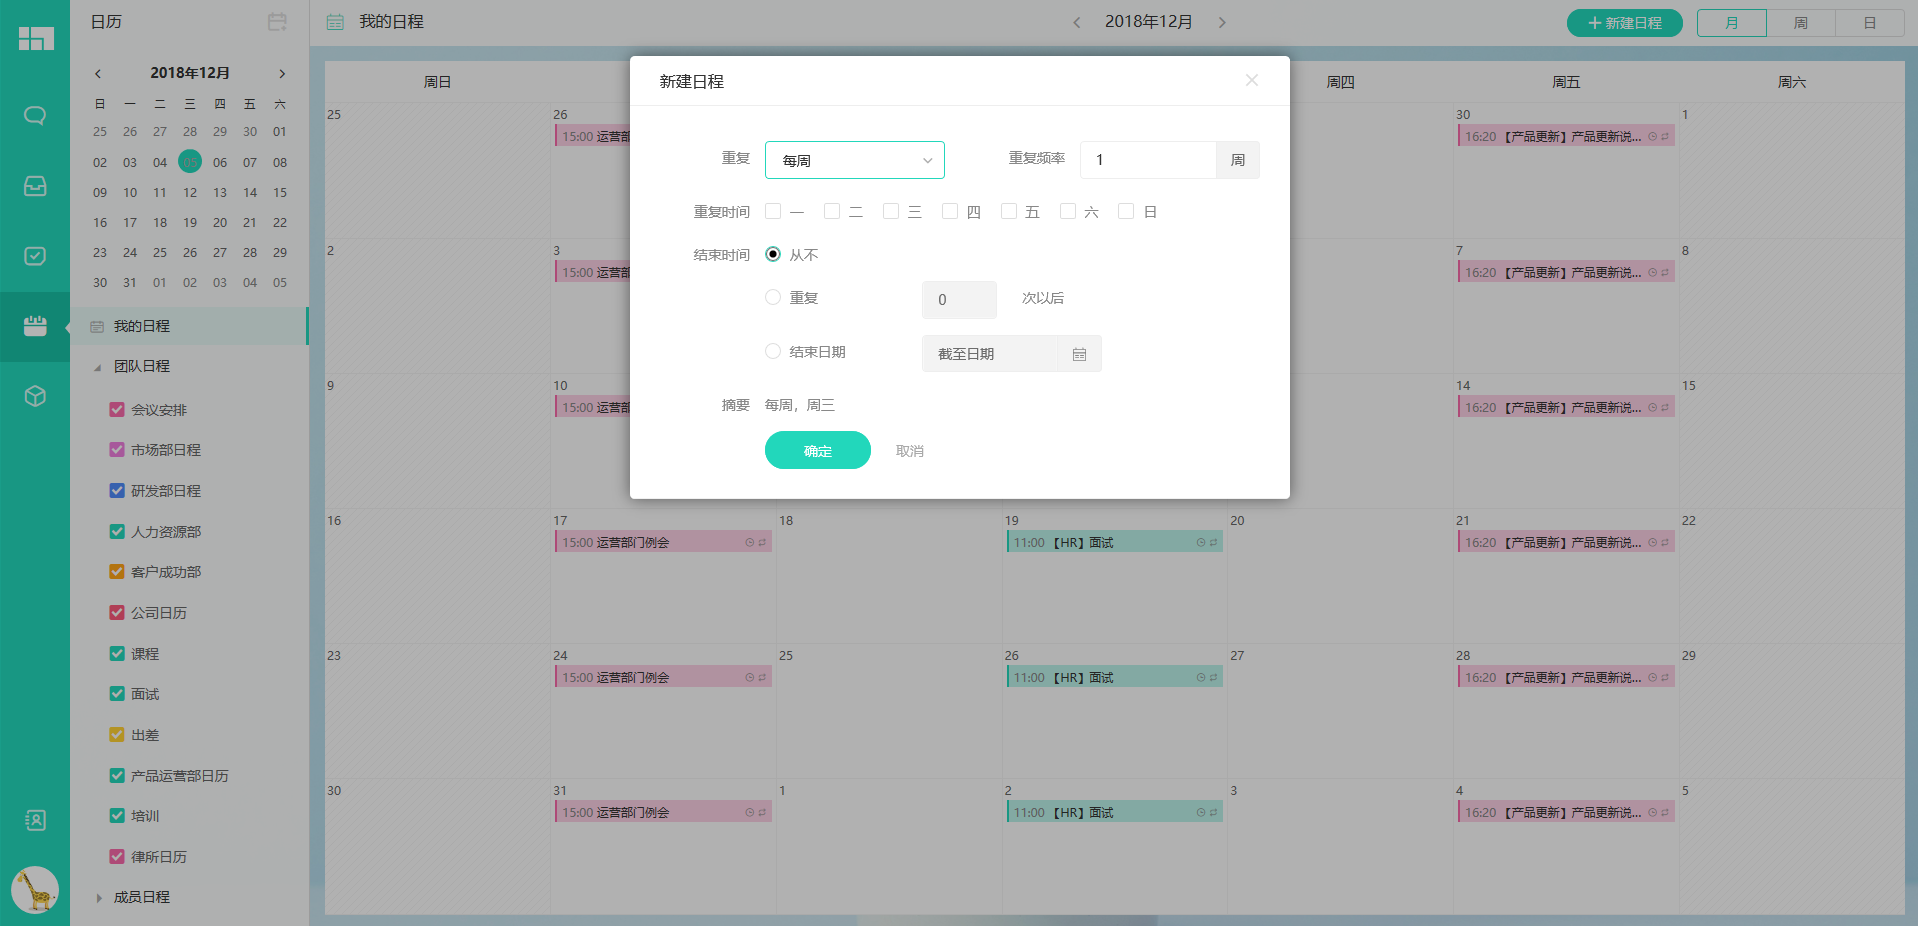 日历
2018年12月
日 一 二 三 四 五 六
25 26 27 28 29 30 01
02 03 04 05 06 07 08
09 10 11 12 13 14 15
16 17 18 19 20 21 22
23 24 25 26 27 28 29
30 31 01 02 03 04 05
我的日程
团队日程
会议安排
市场部日程
研发部日程
人力资源部
客户成功部
公司日历
课程
面试
出差
产品运营部日历
培训
律所日历
成员日程
我的日程
2018年12月
新建日程
月 周 日
周日 周四 周五 周六
25 26 30 1
15:00 运营部
16:20 【产品更新】产品更新说...
2 3 7 8
15:00 运营部
16:20 【产品更新】产品更新说...
9 10 14 15
15:00 运营部
16:20 【产品更新】产品更新说...
16 17 18 19 20 21 22
15:00 运营部门例会
11:00 【HR】面试
16:20 【产品更新】产品更新说...
23 24 25 26 27 28 29
15:00 运营部门例会
11:00 【HR】面试
16:20 【产品更新】产品更新说...
30 31 1 2 3 4 5
15:00 运营部门例会
11:00 【HR】面试
16:20 【产品更新】产品更新说...
新建日程
重复 每周 重复频率 1 周
重复时间 一 二 三 四 五 六 日
结束时间 从不
重复 0 次以后
结束日期 截至日期
摘要 每周，周三
确定 取消